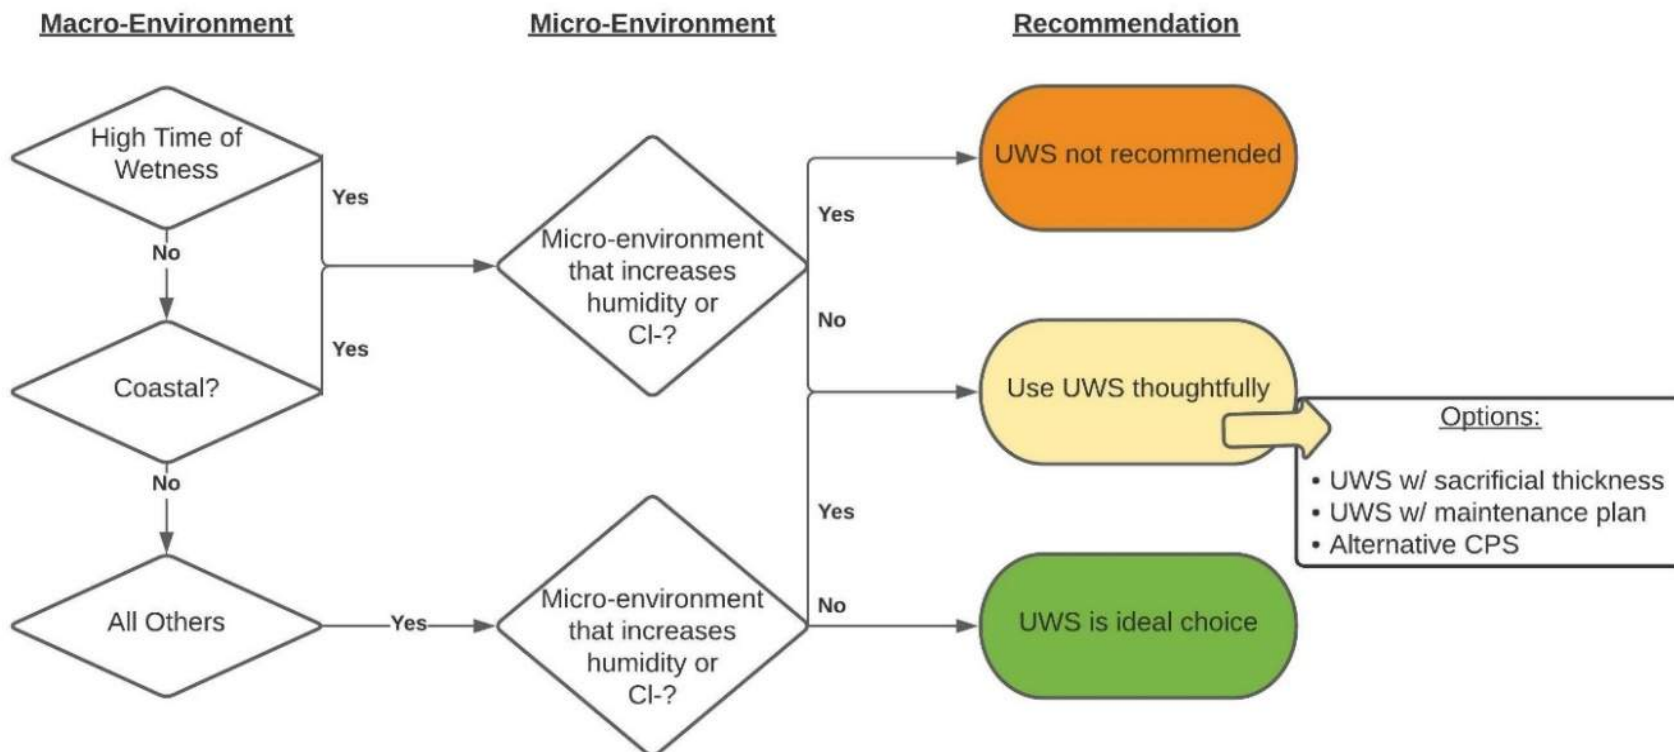 Macro-Environment
Micro-Environment
Recommendation
High Time of
Wetness
Yes
No
Coastal?
Yes
No
All Others
Yes
Micro-environment
that increases
humidity or
Cl-?
Yes
No
Micro-environment
that increases
humidity or
Cl-?
Yes
No
UWS not recommended
Use UWS thoughtfully
Options:
• UWS w/ sacrificial thickness
• UWS w/ maintenance plan
• Alternative CPS
UWS is ideal choice